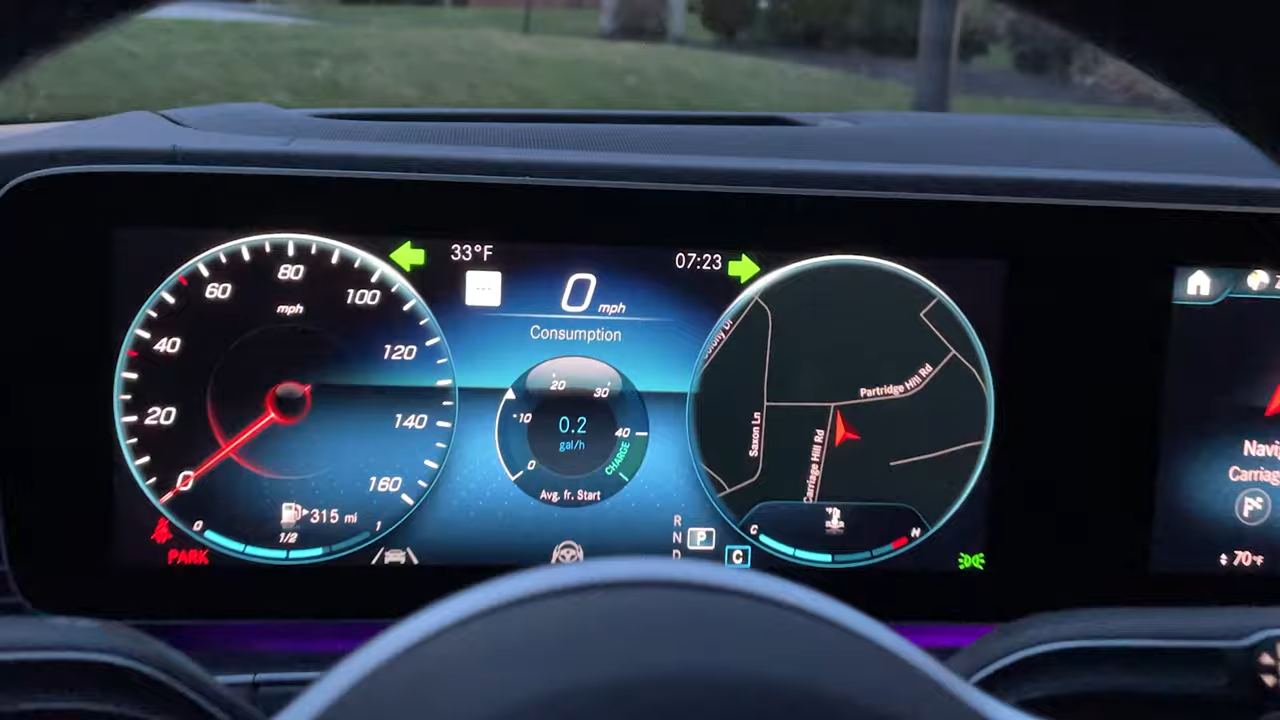 33°F
07:23
0 mph
Consumption
80
60
100
mph
40
120
20
140
0
160
315 mi
0
1/2
1
PARK
20
30
10
40
0.2
gal/h
0
CHARGE
Avg. fr. Start
R
N
P
D
C
Partridge Hill Rd
Saxon Ln
Carriage Hill Rd
C
H
Carriag
70°F